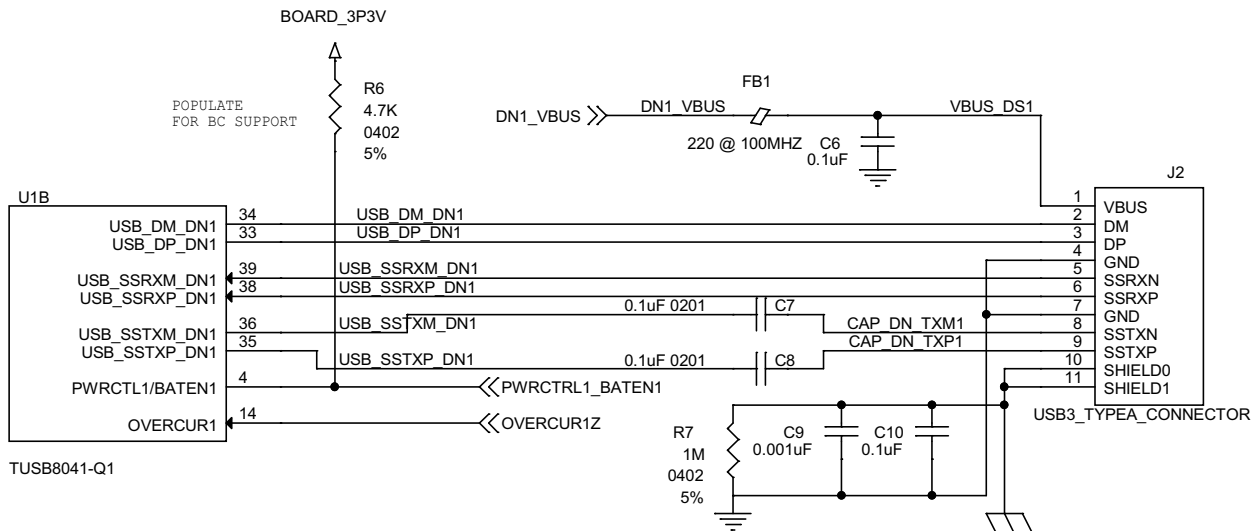 BOARD_3P3V
R6
4.7K
0402
5%
POPULATE
FOR BC SUPPORT
DN1_VBUS
DN1_VBUS
FB1
220 @ 100MHZ
VBUS_DS1
C6
0.1uF
J2
U1B
USB_DM_DN1
34
USB_DM_DN1
USB_DP_DN1
33
USB_DP_DN1
USB_SSRXM_DN1
39
USB_SSRXM_DN1
USB_SSRXP_DN1
38
USB_SSRXP_DN1
USB_SSTXM_DN1
36
USB_SSTXM_DN1
0.1uF 0201
C7
CAP_DN_TXM1
USB_SSTXP_DN1
35
USB_SSTXP_DN1
0.1uF 0201
C8
CAP_DN_TXP1
PWRCTL1/BATEN1
4
PWRCTRL1_BATEN1
OVERCUR1
14
OVERCUR1Z
TUSB8041-Q1
1
VBUS
2
DM
3
DP
4
GND
5
SSRXN
6
SSRXP
7
GND
8
SSTXN
9
SSTXP
10
SHIELD0
11
SHIELD1
USB3_TYPEA_CONNECTOR
R7
1M
0402
5%
C9
0.001uF
C10
0.1uF